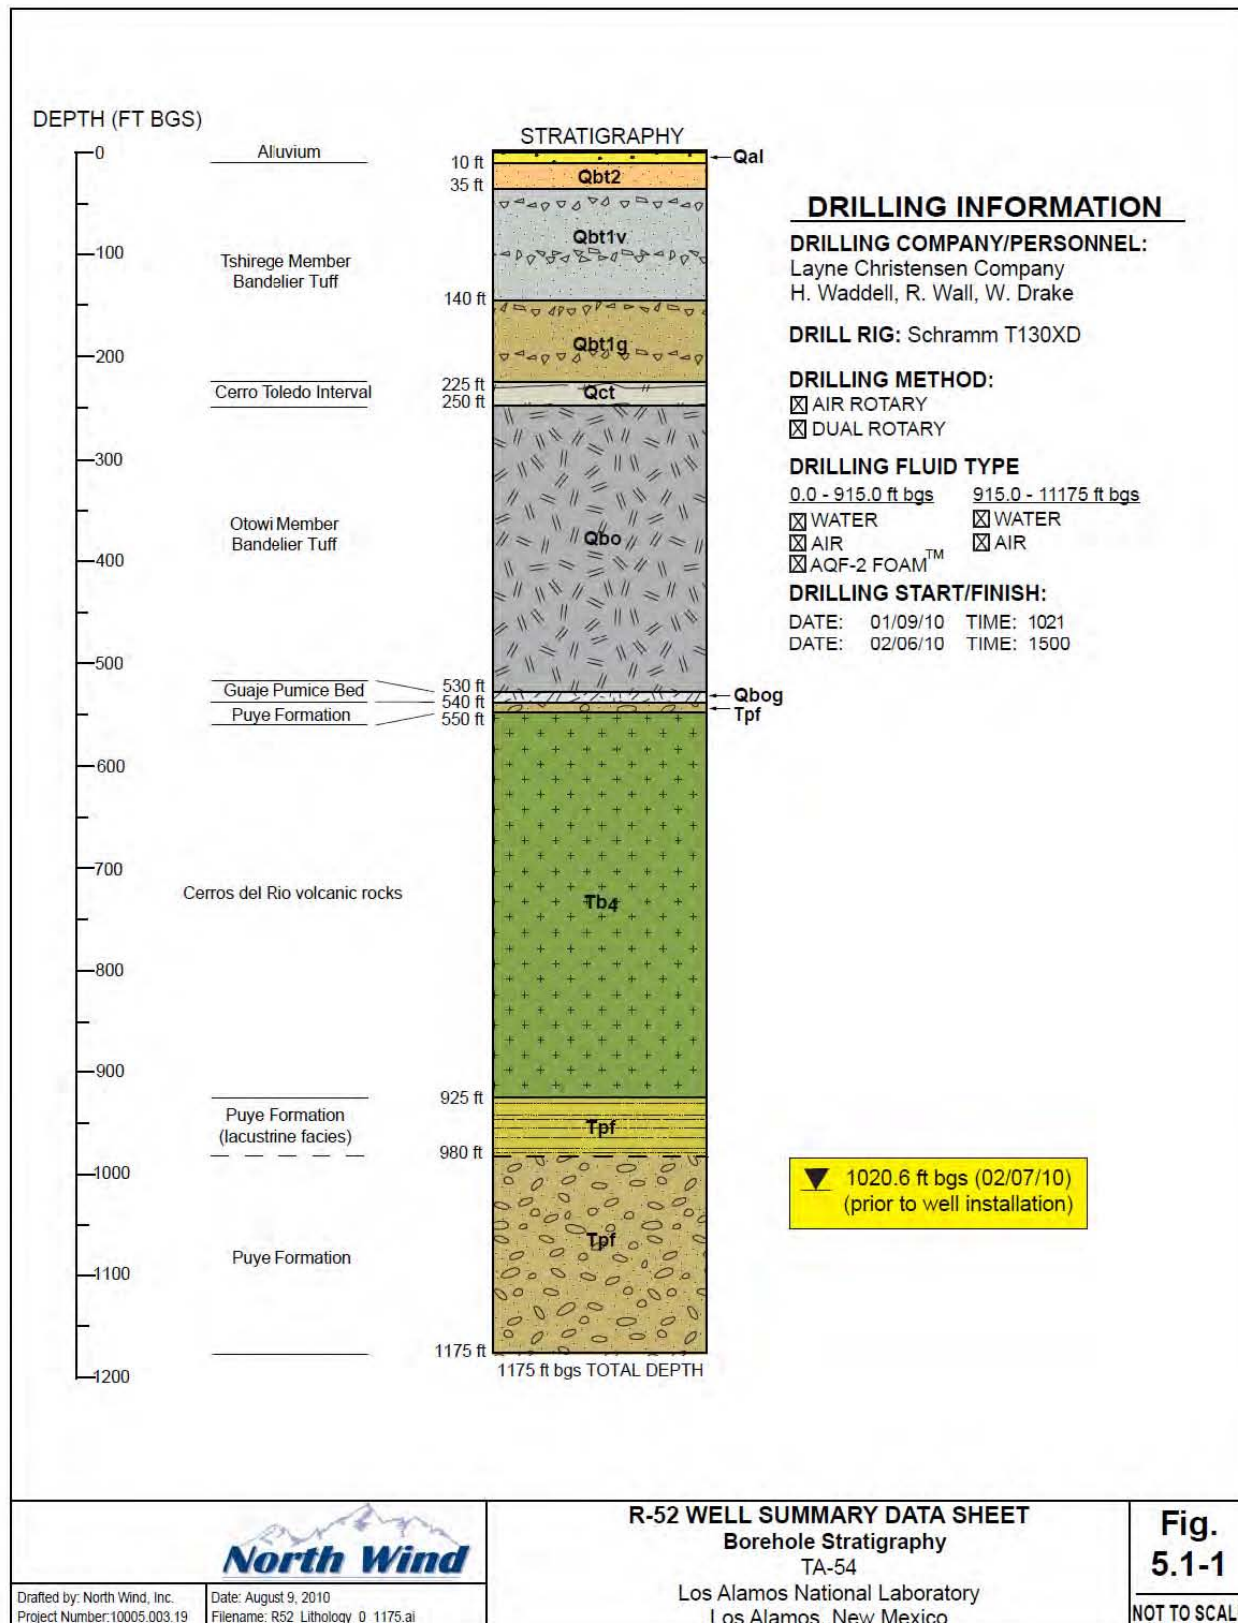 DEPTH (FT BGS)
STRATIGRAPHY
0
Alluvium
Qal
10 ft
Qbt2
35 ft
Qbt1v
100
Tshirege Member
Bandelier Tuff
140 ft
Qbt1g
200
225 ft
Cerro Toledo Interval
Qct
250 ft
300
Otowi Member
Bandelier Tuff
Qbo
400
500
Guaje Pumice Bed
530 ft
Qbog
540 ft
Puye Formation
Tpf
550 ft
600
700
Cerros del Rio volcanic rocks
Tb4
800
900
925 ft
Puye Formation
(lacustrine facies)
Tpf
980 ft
1000
Puye Formation
Tpf
1100
1175 ft
1175 ft bgs TOTAL DEPTH
1200
DRILLING INFORMATION
DRILLING COMPANY/PERSONNEL:
Layne Christensen Company
H. Waddell, R. Wall, W. Drake
DRILL RIG: Schramm T130XD
DRILLING METHOD:
AIR ROTARY
DUAL ROTARY
DRILLING FLUID TYPE
0.0 - 915.0 ft bgs 915.0 - 11175 ft bgs
WATER WATER
AIR AIR
AQF-2 FOAM™
DRILLING START/FINISH:
DATE: 01/09/10 TIME: 1021
DATE: 02/06/10 TIME: 1500
1020.6 ft bgs (02/07/10)
(prior to well installation)
North Wind
Drafted by: North Wind, Inc.
Project Number:10005.003.19
Date: August 9, 2010
Filename: R52_Lithology_0_1175.ai
R-52 WELL SUMMARY DATA SHEET
Borehole Stratigraphy
TA-54
Los Alamos National Laboratory
Los Alamos, New Mexico
Fig.
5.1-1
NOT TO SCAL